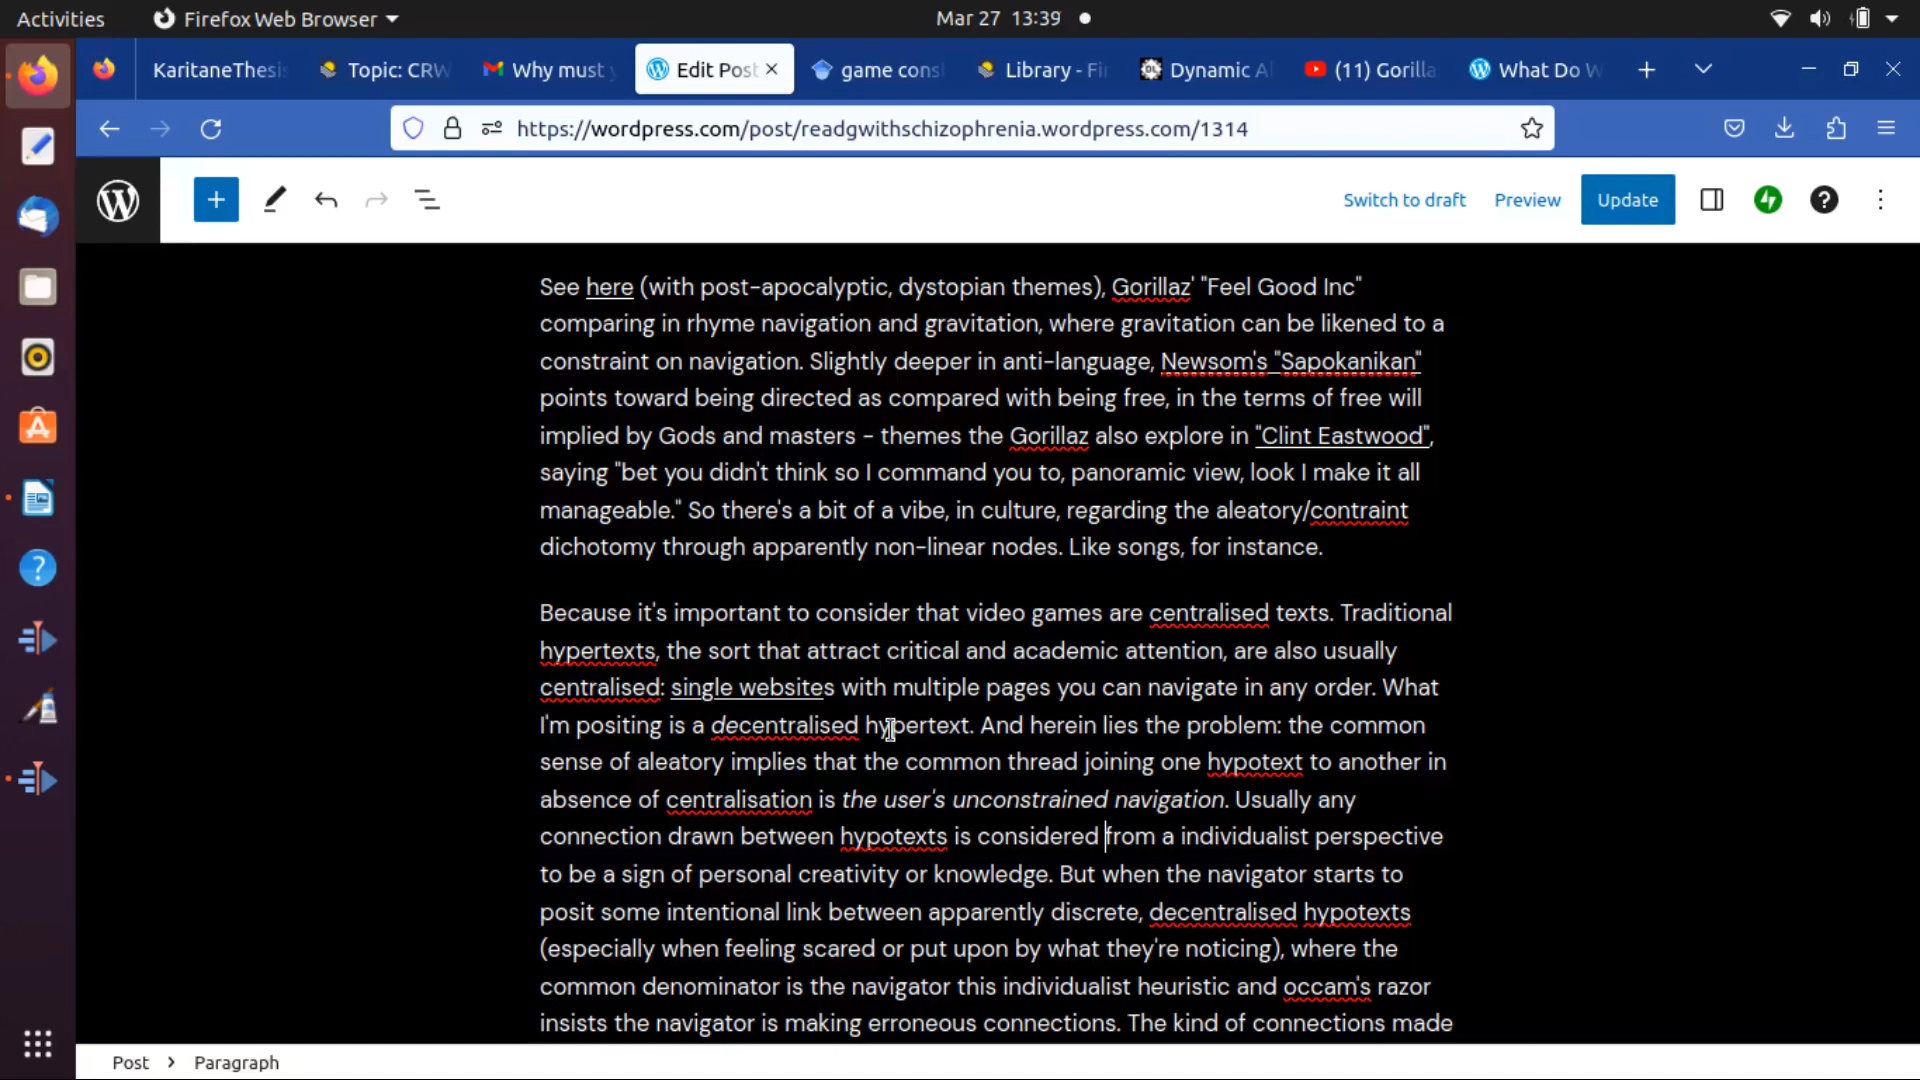 Activities
Firefox Web Browser
Mar 27 13:39
KaritaneThesis
Topic: CRW
Why must y
Edit Post
game cons
Library - Fi
Dynamic A
(11) Gorilla
What Do W
https://wordpress.com/post/readgwithschizophrenia.wordpress.com/1314
Switch to draft
Preview
Update
See here (with post-apocalyptic, dystopian themes), Gorillaz' "Feel Good Inc"
comparing in rhyme navigation and gravitation, where gravitation can be likened to a
constraint on navigation. Slightly deeper in anti-language, Newsom's "Sapokanikan"
points toward being directed as compared with being free, in the terms of free will
implied by Gods and masters - themes the Gorillaz also explore in "Clint Eastwood",
saying "bet you didn't think so I command you to, panoramic view, look I make it all
manageable." So there's a bit of a vibe, in culture, regarding the aleatory/contraint
dichotomy through apparently non-linear nodes. Like songs, for instance.
Because it's important to consider that video games are centralised texts. Traditional
hypertexts, the sort that attract critical and academic attention, are also usually
centralised: single websites with multiple pages you can navigate in any order. What
I'm positing is a decentralised hypertext. And herein lies the problem: the common
sense of aleatory implies that the common thread joining one hypotext to another in
absence of centralisation is the user's unconstrained navigation. Usually any
connection drawn between hypotexts is considered from a individualist perspective
to be a sign of personal creativity or knowledge. But when the navigator starts to
posit some intentional link between apparently discrete, decentralised hypotexts
(especially when feeling scared or put upon by what they're noticing), where the
common denominator is the navigator this individualist heuristic and occam's razor
insists the navigator is making erroneous connections. The kind of connections made
Post
Paragraph